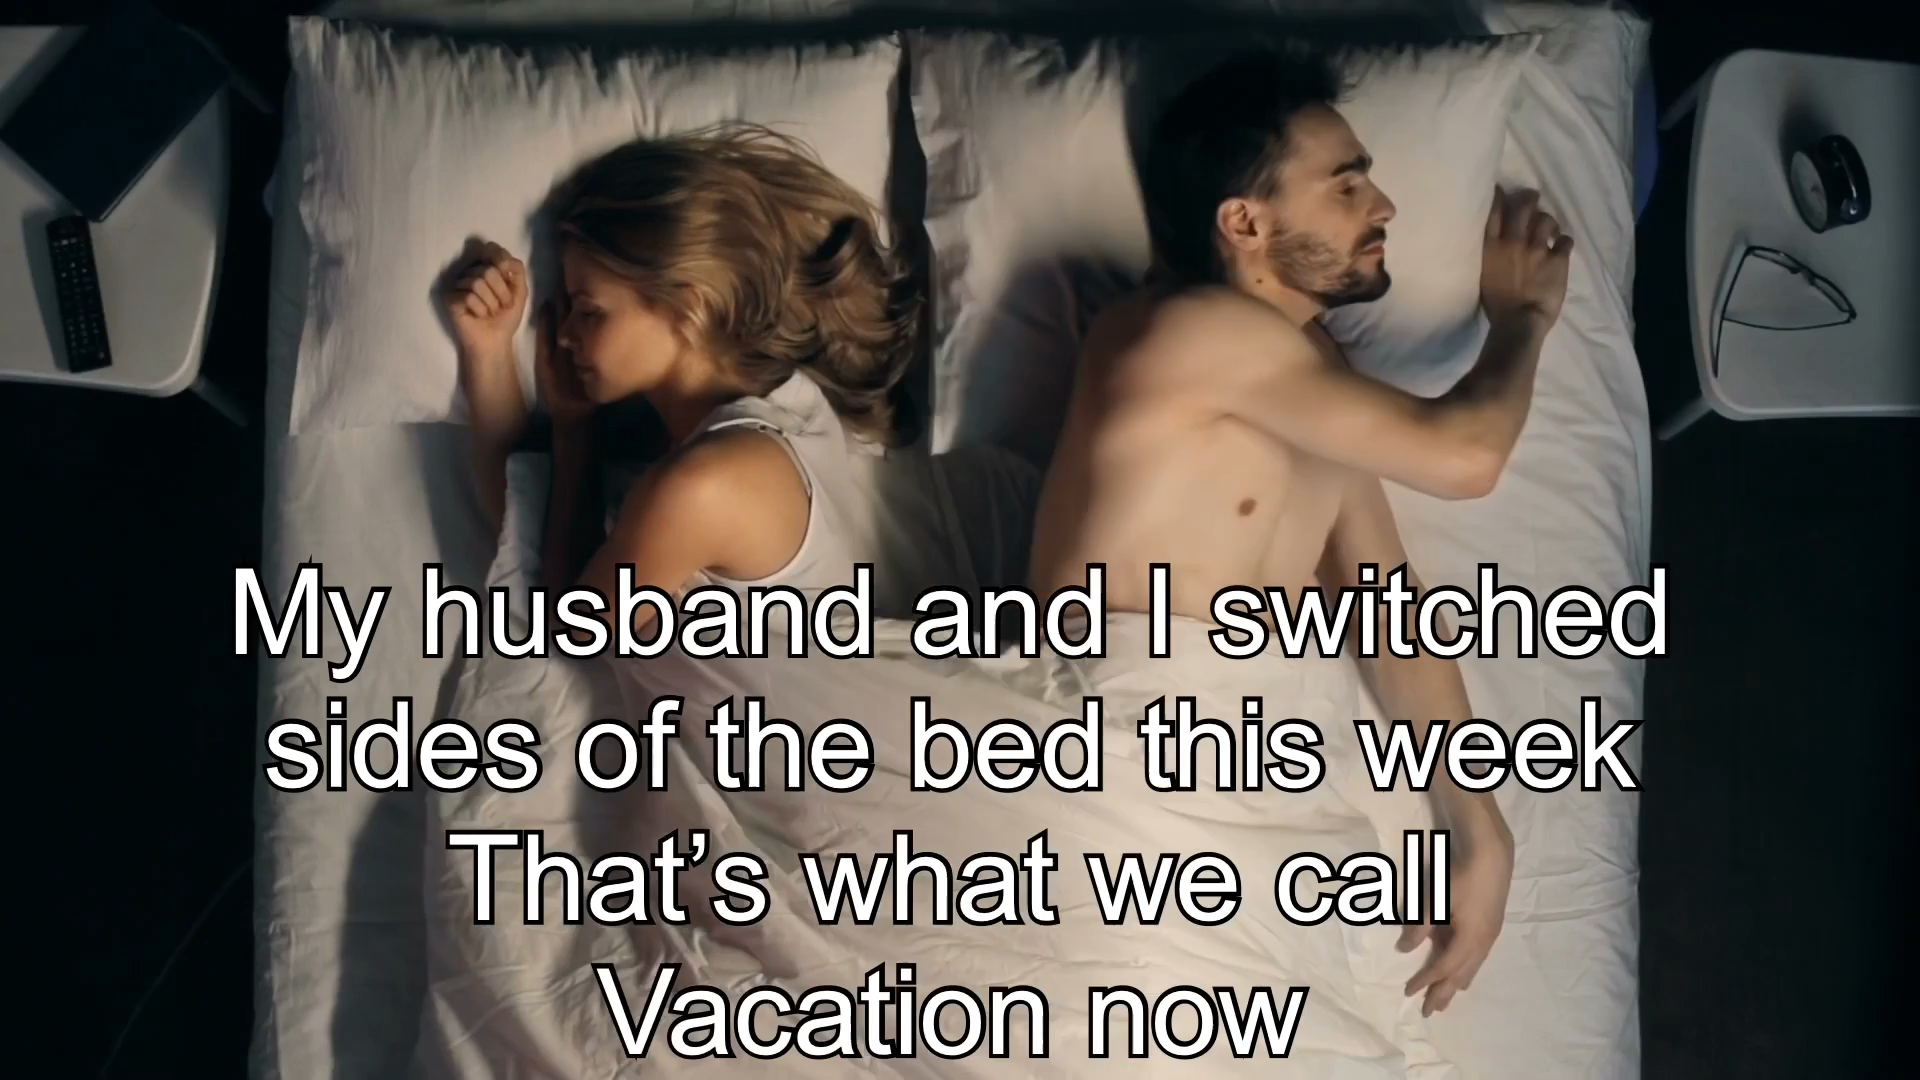 My husband and I switched
sides of the bed this week
That’s what we call
Vacation now